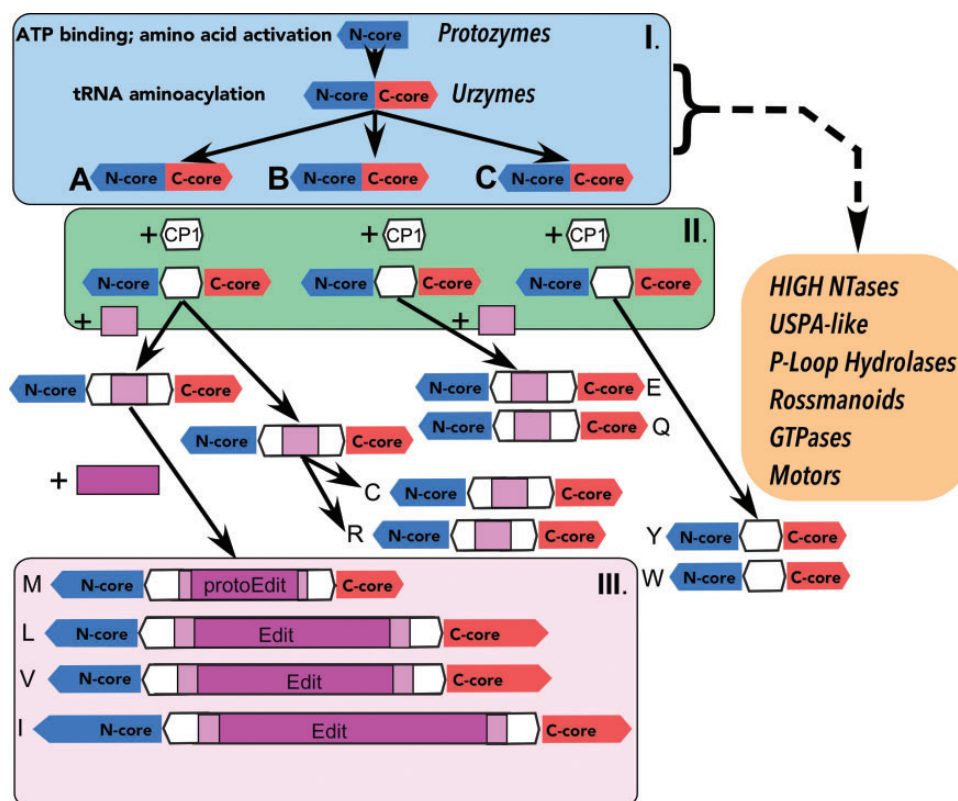 ATP binding; amino acid activation N-core Protozymes I.
tRNA aminoacylation N-core C-core Urzymes
A N-core C-core B N-core C-core C N-core C-core
+ CP1 + CP1 + CP1 II.
N-core C-core N-core C-core N-core C-core
+ +
HIGH NTases
USPA-like
P-Loop Hydrolases
Rossmanoids
GTPases
Motors
N-core C-core N-core C-core E
N-core C-core Q
N-core C-core
+
C N-core C-core
R N-core C-core
Y N-core C-core
W N-core C-core
M N-core protoEdit C-core III.
L N-core Edit C-core
V N-core Edit C-core
I N-core Edit C-core